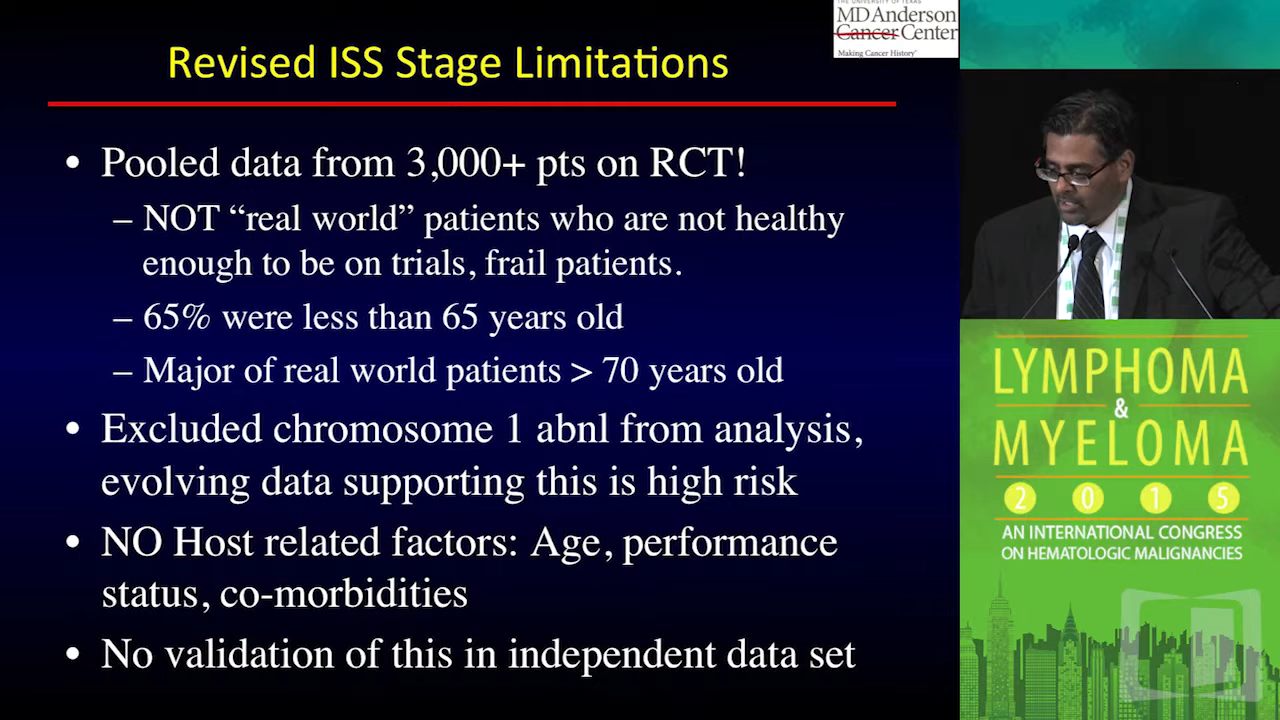 Revised ISS Stage Limitations
THE UNIVERSITY OF TEXAS
MD Anderson
Cancer Center
Making Cancer History®
• Pooled data from 3,000+ pts on RCT!
– NOT “real world” patients who are not healthy
enough to be on trials, frail patients.
– 65% were less than 65 years old
– Major of real world patients > 70 years old
• Excluded chromosome 1 abnl from analysis,
evolving data supporting this is high risk
• NO Host related factors: Age, performance
status, co-morbidities
• No validation of this in independent data set
LYMPHOMA
&
MYELOMA
2015
AN INTERNATIONAL CONGRESS
ON HEMATOLOGIC MALIGNANCIES